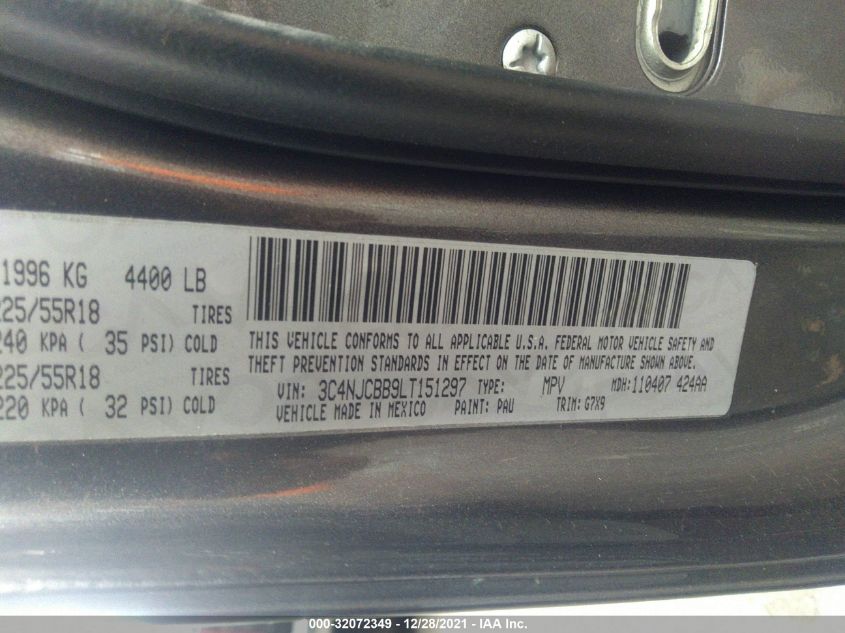 1996 KG 4400 LB
225/55R18 TIRES
240 KPA ( 35 PSI) COLD
225/55R18 TIRES
220 KPA ( 32 PSI) COLD
THIS VEHICLE CONFORMS TO ALL APPLICABLE U.S.A. FEDERAL MOTOR VEHICLE SAFETY AND
THEFT PREVENTION STANDARDS IN EFFECT ON THE DATE OF MANUFACTURE SHOWN ABOVE.
VIN: 3C4NJCBB9LT151297 TYPE: MPV MDH:110407 424AA
VEHICLE MADE IN MEXICO PAINT: PAU TRIM: G7X9
000-32072349 - 12/28/2021 - IAA Inc.